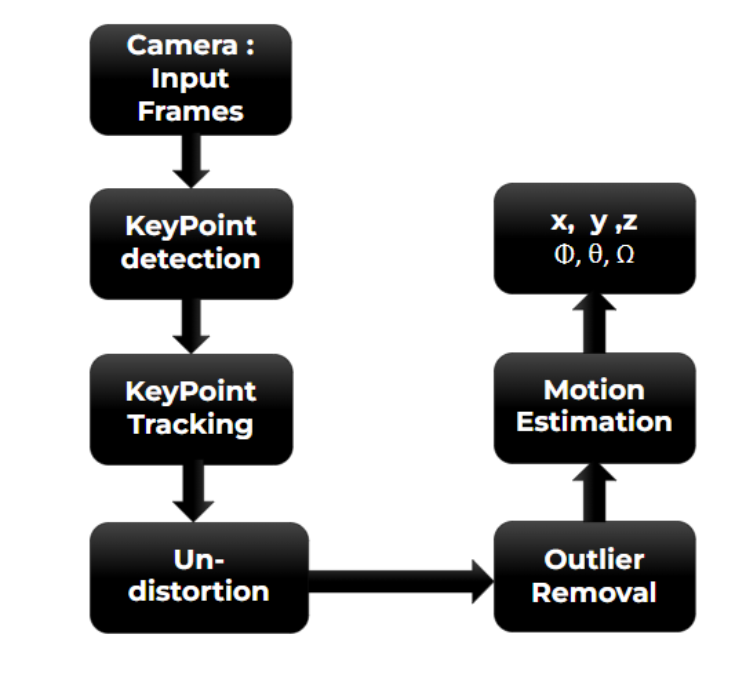 Camera :
Input
Frames
KeyPoint
detection
KeyPoint
Tracking
Un-
distortion
Outlier
Removal
Motion
Estimation
x, y ,z
Φ, θ, Ω